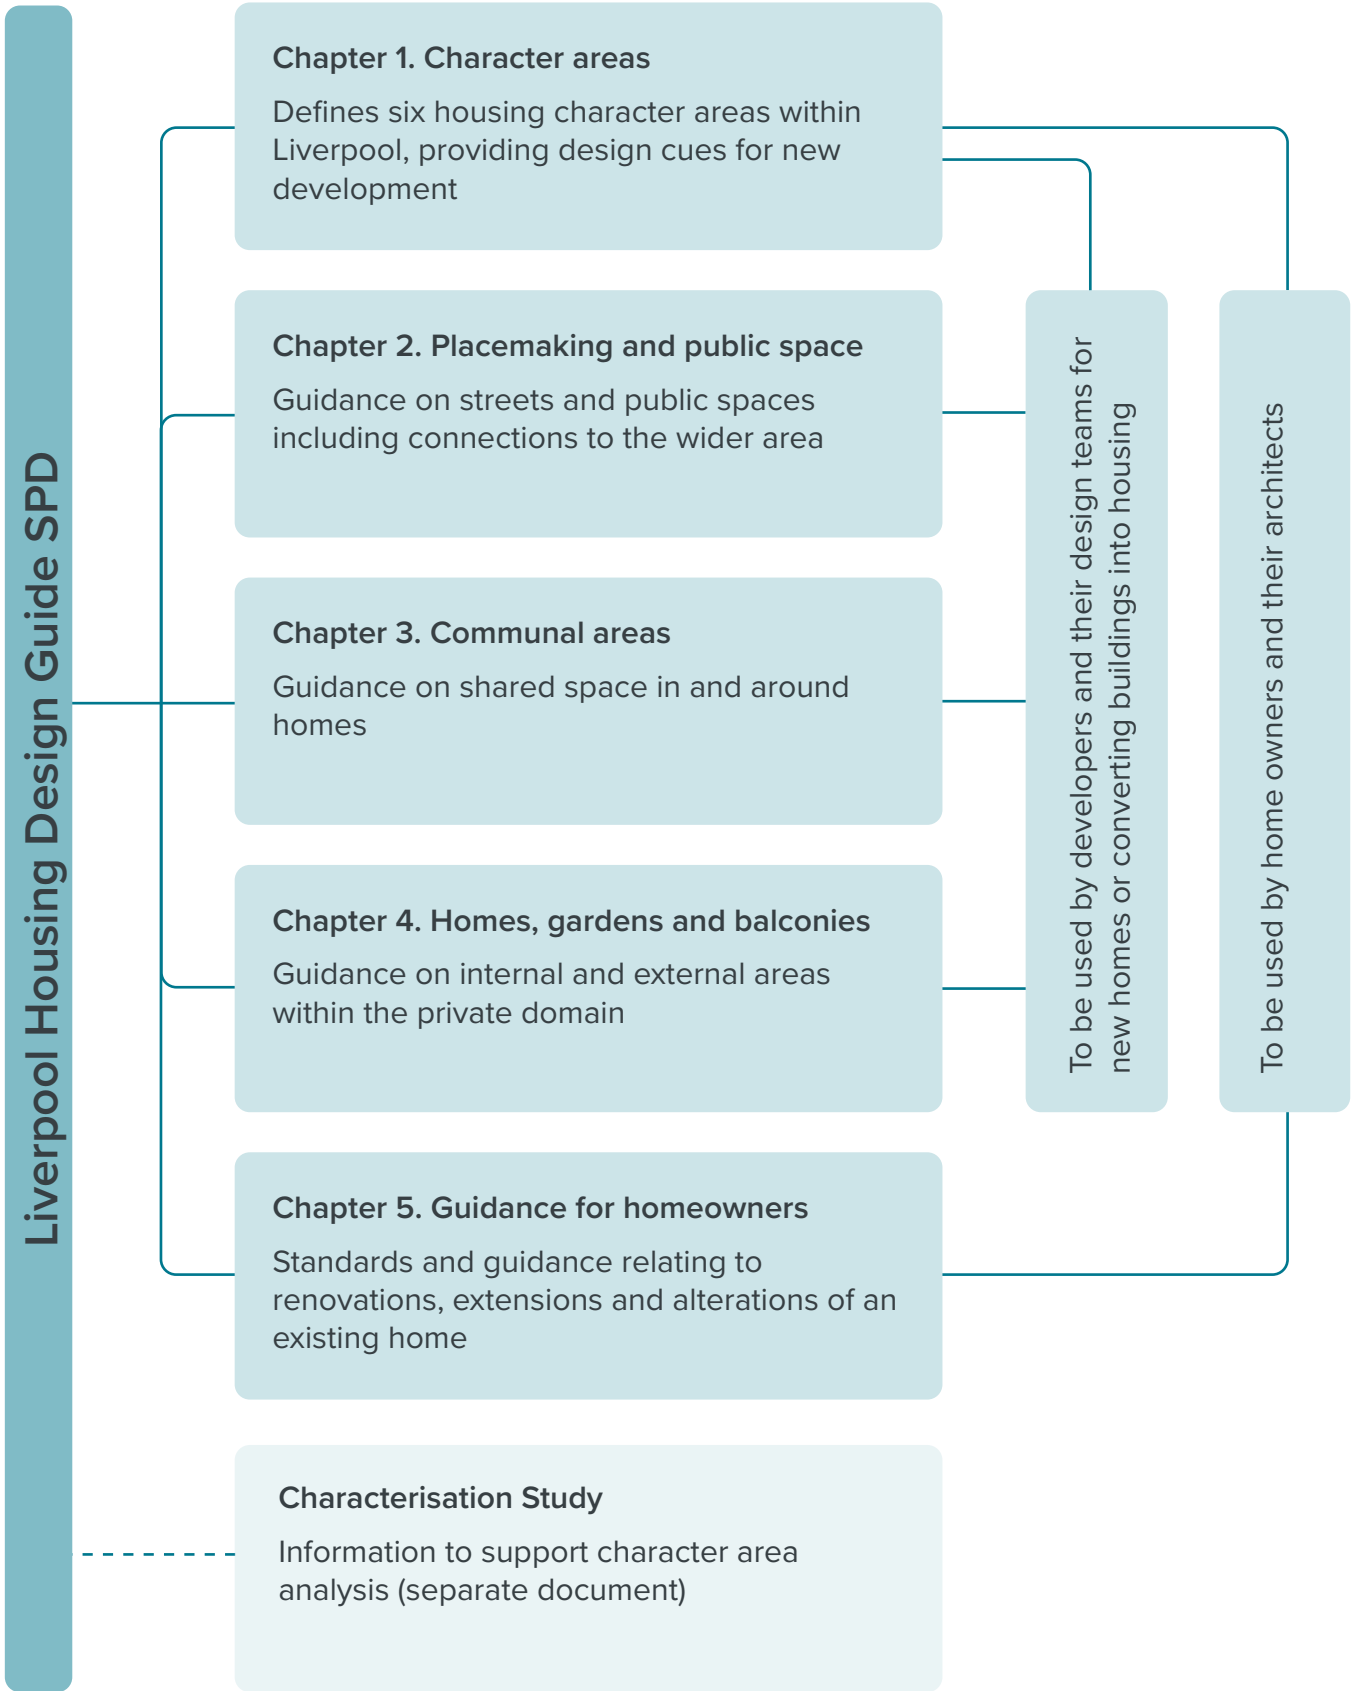 Liverpool Housing Design Guide SPD
Chapter 1. Character areas
Defines six housing character areas within
Liverpool, providing design cues for new
development
Chapter 2. Placemaking and public space
Guidance on streets and public spaces
including connections to the wider area
Chapter 3. Communal areas
Guidance on shared space in and around
homes
Chapter 4. Homes, gardens and balconies
Guidance on internal and external areas
within the private domain
Chapter 5. Guidance for homeowners
Standards and guidance relating to
renovations, extensions and alterations of an
existing home
Characterisation Study
Information to support character area
analysis (separate document)
To be used by developers and their design teams for
new homes or converting buildings into housing
To be used by home owners and their architects